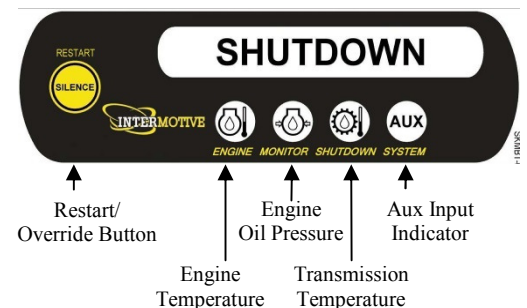 RESTART
SILENCE
SHUTDOWN
INTERMOTIVE
AUX
ENGINE MONITOR SHUTDOWN SYSTEM
Restart/
Override Button
Engine
Oil Pressure
Aux Input
Indicator
Engine
Temperature
Transmission
Temperature